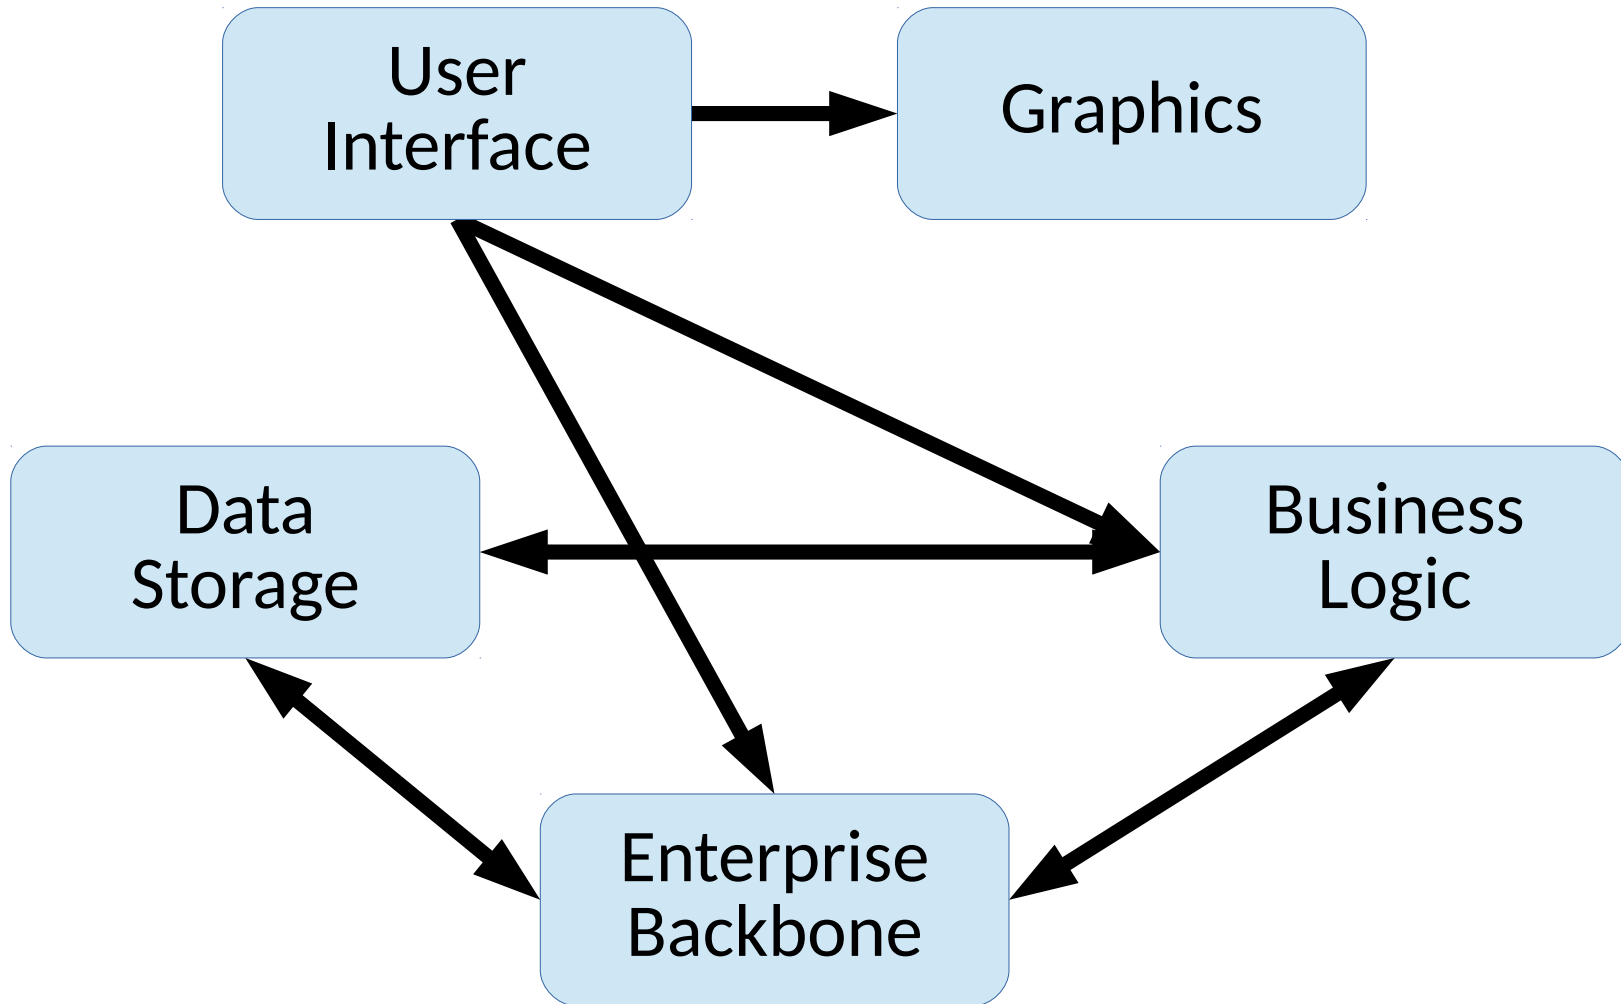 User
Interface
Graphics
Data
Storage
Business
Logic
Enterprise
Backbone